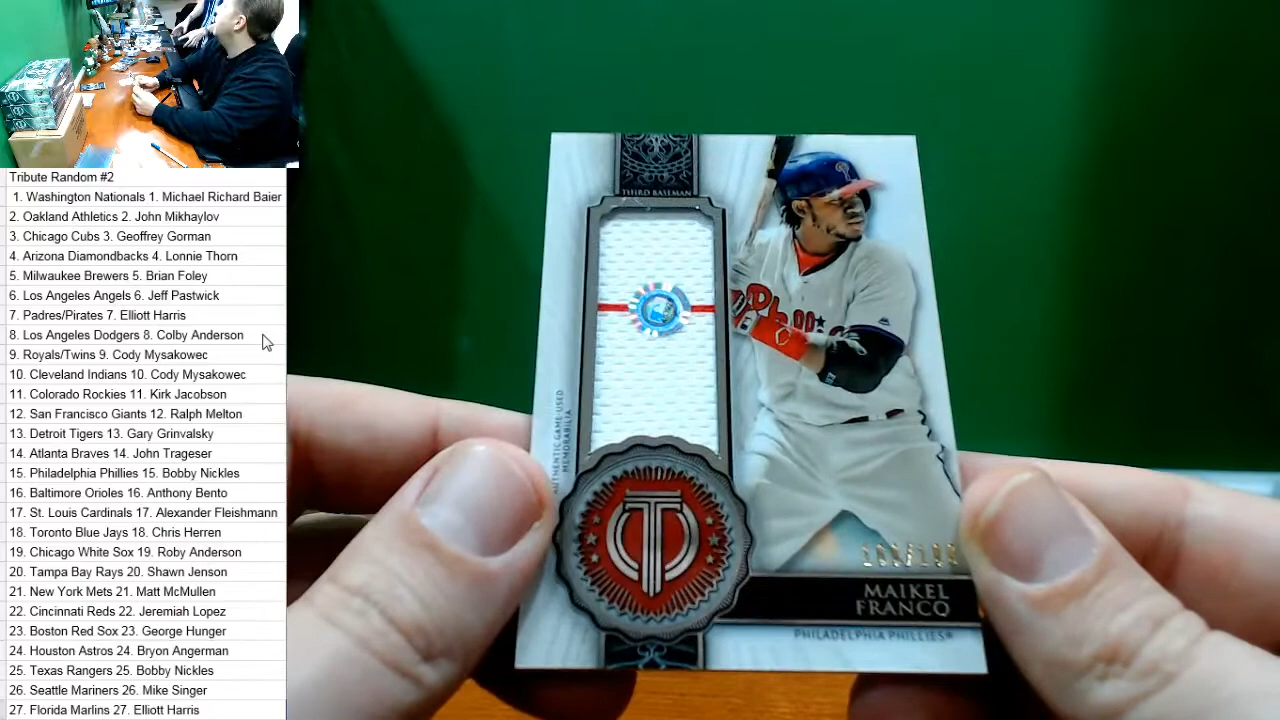 Tribute Random #2
1. Washington Nationals 1. Michael Richard Baier
2. Oakland Athletics 2. John Mikhaylov
3. Chicago Cubs 3. Geoffrey Gorman
4. Arizona Diamondbacks 4. Lonnie Thorn
5. Milwaukee Brewers 5. Brian Foley
6. Los Angeles Angels 6. Jeff Pastwick
7. Padres/Pirates 7. Elliott Harris
8. Los Angeles Dodgers 8. Colby Anderson
9. Royals/Twins 9. Cody Mysakowec
10. Cleveland Indians 10. Cody Mysakowec
11. Colorado Rockies 11. Kirk Jacobson
12. San Francisco Giants 12. Ralph Melton
13. Detroit Tigers 13. Gary Grinvalsky
14. Atlanta Braves 14. John Trageser
15. Philadelphia Phillies 15. Bobby Nickles
16. Baltimore Orioles 16. Anthony Bento
17. St. Louis Cardinals 17. Alexander Fleishmann
18. Toronto Blue Jays 18. Chris Herren
19. Chicago White Sox 19. Roby Anderson
20. Tampa Bay Rays 20. Shawn Jenson
21. New York Mets 21. Matt McMullen
22. Cincinnati Reds 22. Jeremiah Lopez
23. Boston Red Sox 23. George Hunger
24. Houston Astros 24. Bryon Angerman
25. Texas Rangers 25. Bobby Nickles
26. Seattle Mariners 26. Mike Singer
27. Florida Marlins 27. Elliott Harris
THIRD BASEMAN
AUTHENTIC GAME-USED
MEMORABILIA
Phillies
MAIKEL
FRANCO
PHILADELPHIA PHILLIES®